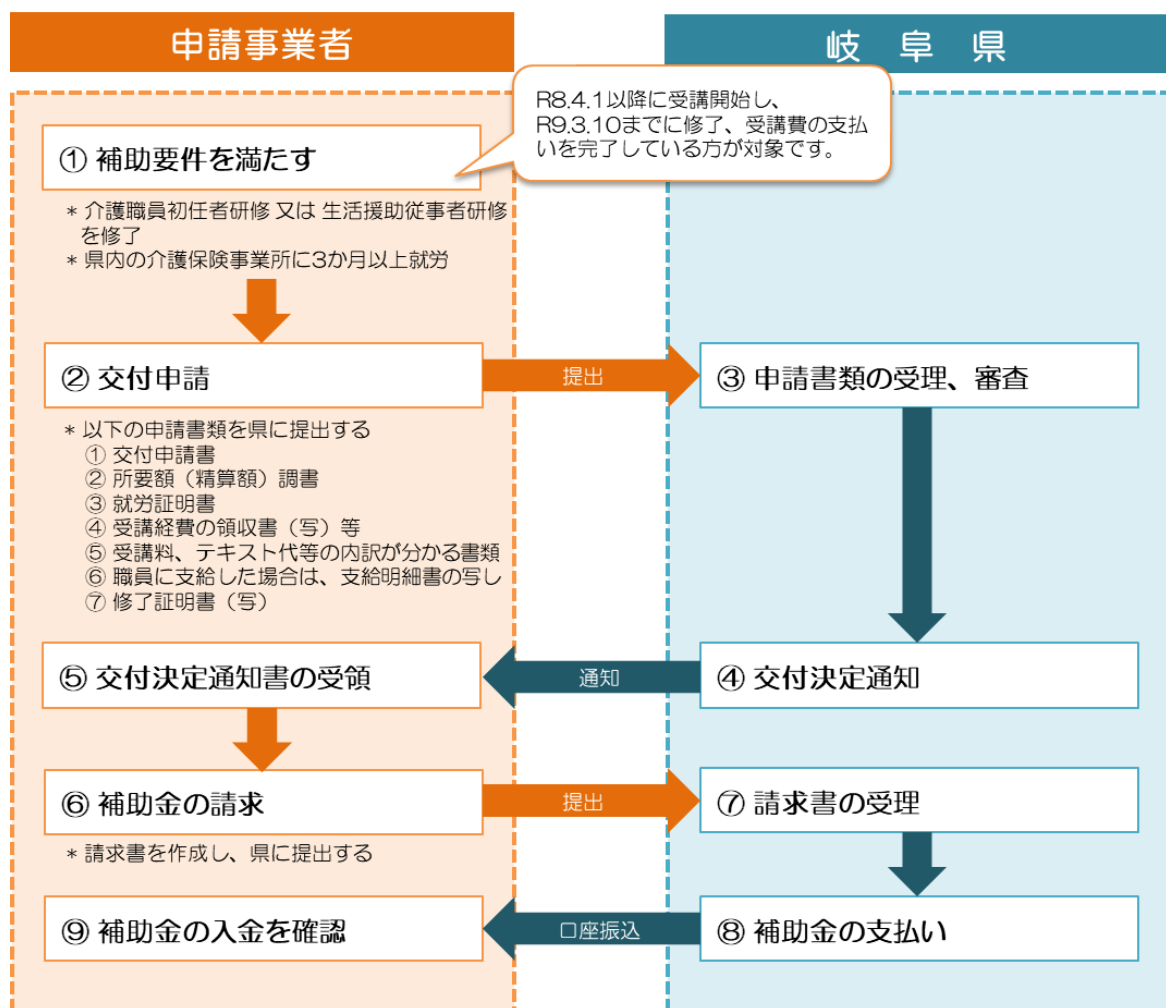 申請事業者
岐阜県
R8.4.1以降に受講開始し、
R9.3.10までに修了、受講費の支払
いを完了している方が対象です。
① 補助要件を満たす
* 介護職員初任者研修 又は 生活援助従事者研修
を修了
* 県内の介護保険事業所に3か月以上就労
② 交付申請
提出
③ 申請書類の受理、審査
* 以下の申請書類を県に提出する
① 交付申請書
② 所要額（精算額）調書
③ 就労証明書
④ 受講経費の領収書（写）等
⑤ 受講料、テキスト代等の内訳が分かる書類
⑥ 職員に支給した場合は、支給明細書の写し
⑦ 修了証明書（写）
⑤ 交付決定通知書の受領
通知
④ 交付決定通知
⑥ 補助金の請求
提出
⑦ 請求書の受理
* 請求書を作成し、県に提出する
⑨ 補助金の入金を確認
口座振込
⑧ 補助金の支払い